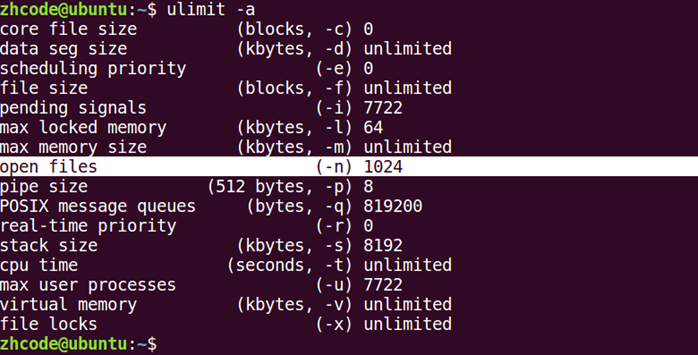 zhcode@ubuntu:~$ ulimit -a
core file size          (blocks, -c) 0
data seg size           (kbytes, -d) unlimited
scheduling priority             (-e) 0
file size               (blocks, -f) unlimited
pending signals                 (-i) 7722
max locked memory       (kbytes, -l) 64
max memory size         (kbytes, -m) unlimited
open files                      (-n) 1024
pipe size            (512 bytes, -p) 8
POSIX message queues     (bytes, -q) 819200
real-time priority              (-r) 0
stack size              (kbytes, -s) 8192
cpu time               (seconds, -t) unlimited
max user processes              (-u) 7722
virtual memory          (kbytes, -v) unlimited
file locks                      (-x) unlimited
zhcode@ubuntu:~$